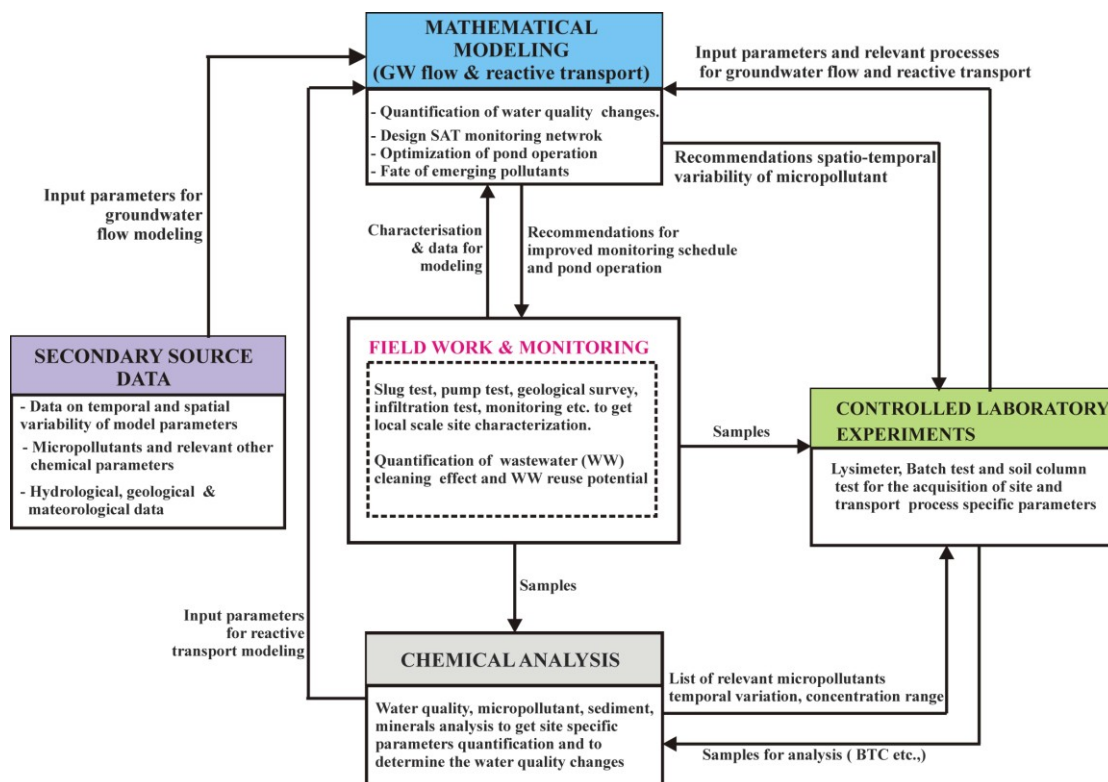 MATHEMATICAL
MODELING
(GW flow & reactive transport)
- Quantification of water quality changes.
- Design SAT monitoring netwrok
- Optimization of pond operation
- Fate of emerging pollutants
Input parameters and relevant processes
for groundwater flow and reactive transport
Recommendations spatio-temporal
variability of micropollutant
Input parameters for
groundwater
flow modeling
Characterisation
& data for
modeling
Recommendations for
improved monitoring schedule
and pond operation
SECONDARY SOURCE
DATA
- Data on temporal and spatial
variability of model parameters
- Micropollutants and relevant other
chemical parameters
- Hydrological, geological &
mateorological data
FIELD WORK & MONITORING
Slug test, pump test, geological survey,
infiltration test, monitoring etc. to get
local scale site characterization.
Quantification of wastewater (WW)
cleaning effect and WW reuse potential
Samples
CONTROLLED LABORATORY
EXPERIMENTS
Lysimeter, Batch test and soil column
test for the acquisition of site and
transport process specific parameters
Samples
Input parameters
for reactive
transport modeling
CHEMICAL ANALYSIS
Water quality, micropollutant, sediment,
minerals analysis to get site specific
parameters quantification and to
determine the water quality changes
List of relevant micropollutants
temporal variation, concentration range
Samples for analysis ( BTC etc.,)